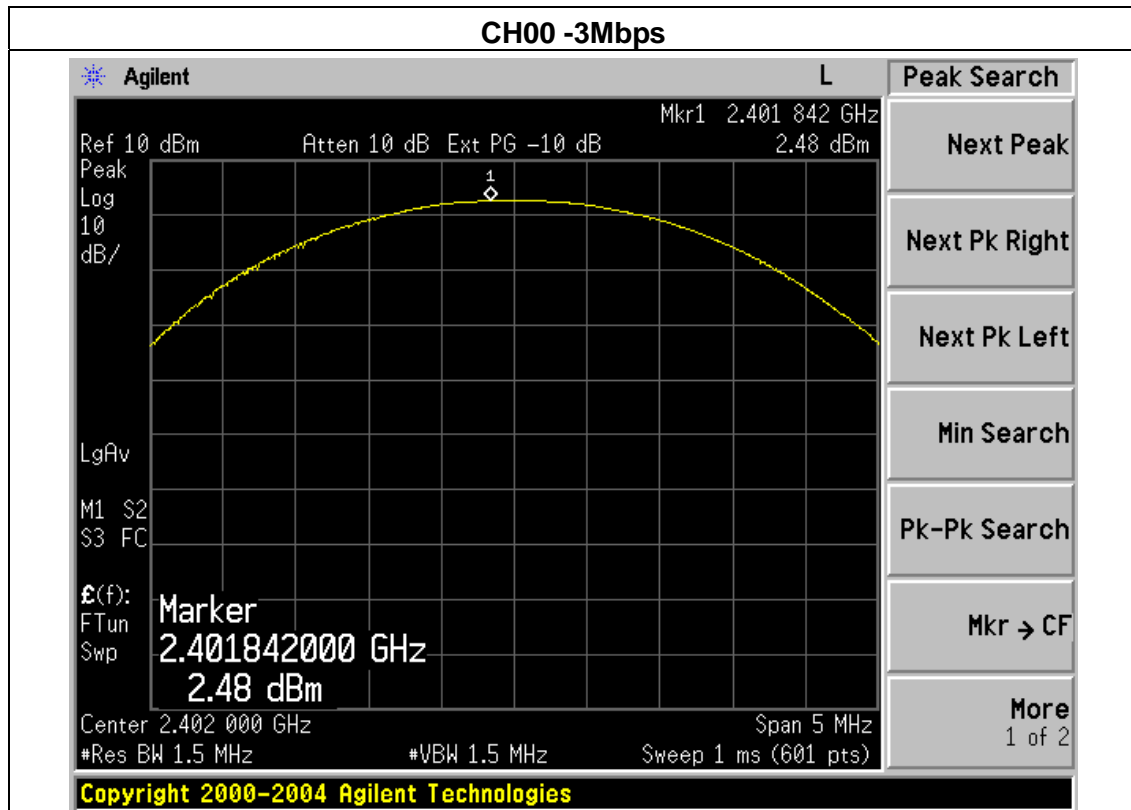 CH00 -3Mbps
Agilent L Peak Search
Mkr1 2.401 842 GHz
Ref 10 dBm Atten 10 dB Ext PG -10 dB 2.48 dBm
Peak
Log
10
dB/
1
LgAv
M1 S2
S3 FC
£(f):
FTun
Swp
Marker
2.401842000 GHz
2.48 dBm
Center 2.402 000 GHz Span 5 MHz
#Res BW 1.5 MHz #VBW 1.5 MHz Sweep 1 ms (601 pts)
Copyright 2000-2004 Agilent Technologies
Next Peak
Next Pk Right
Next Pk Left
Min Search
Pk-Pk Search
Mkr → CF
More
1 of 2